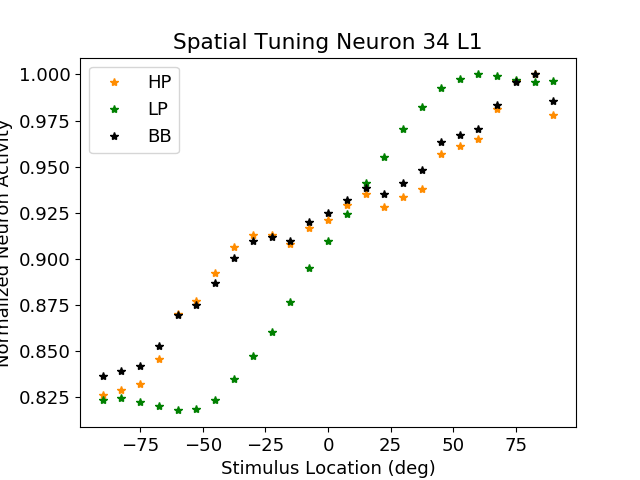 Spatial Tuning Neuron 34 L1
HP
LP
BB
1.000
0.975
0.950
0.925
0.900
0.875
0.850
0.825
Normalized Neuron Activity
−75
−50
−25
0
25
50
75
Stimulus Location (deg)